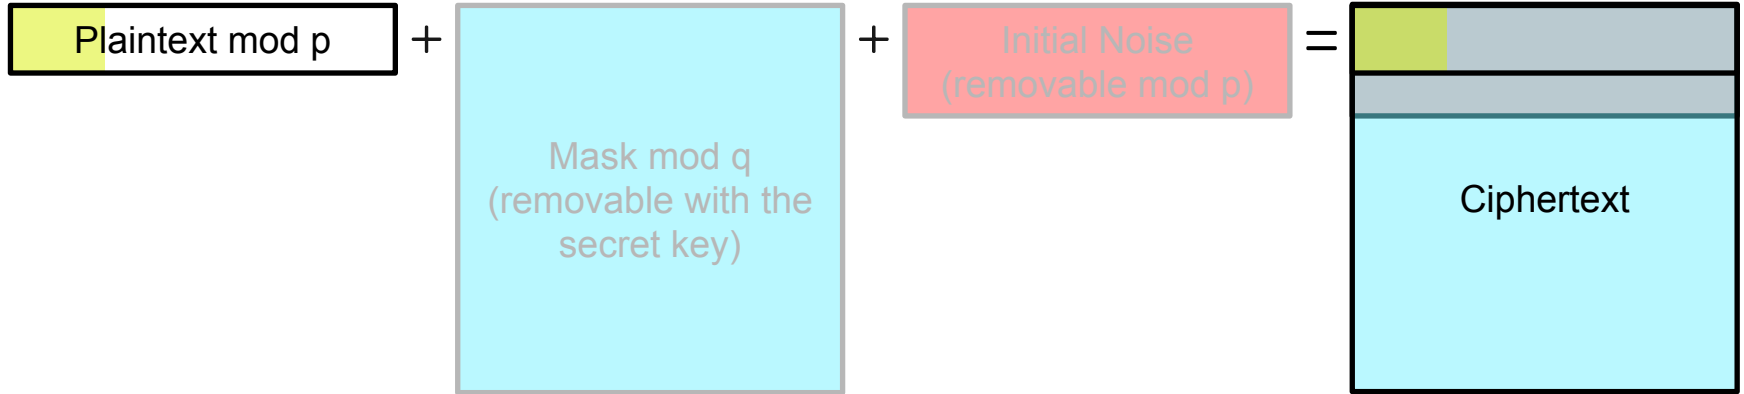 Plaintext mod p
+
Mask mod q
(removable with the
secret key)
+
Initial Noise
(removable mod p)
=
Ciphertext